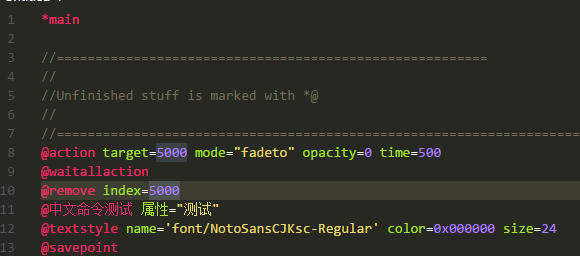 1 *main
2
3 //========================================================
4 //
5 //Unfinished stuff is marked with *@
6 //
7 //====================================================================
8 @action target=5000 mode="fadeto" opacity=0 time=500
9 @waitallaction
10 @remove index=5000
11 @中文命令测试 属性="测试"
12 @textstyle name='font/NotoSansCJKsc-Regular' color=0x000000 size=24
13 @savepoint